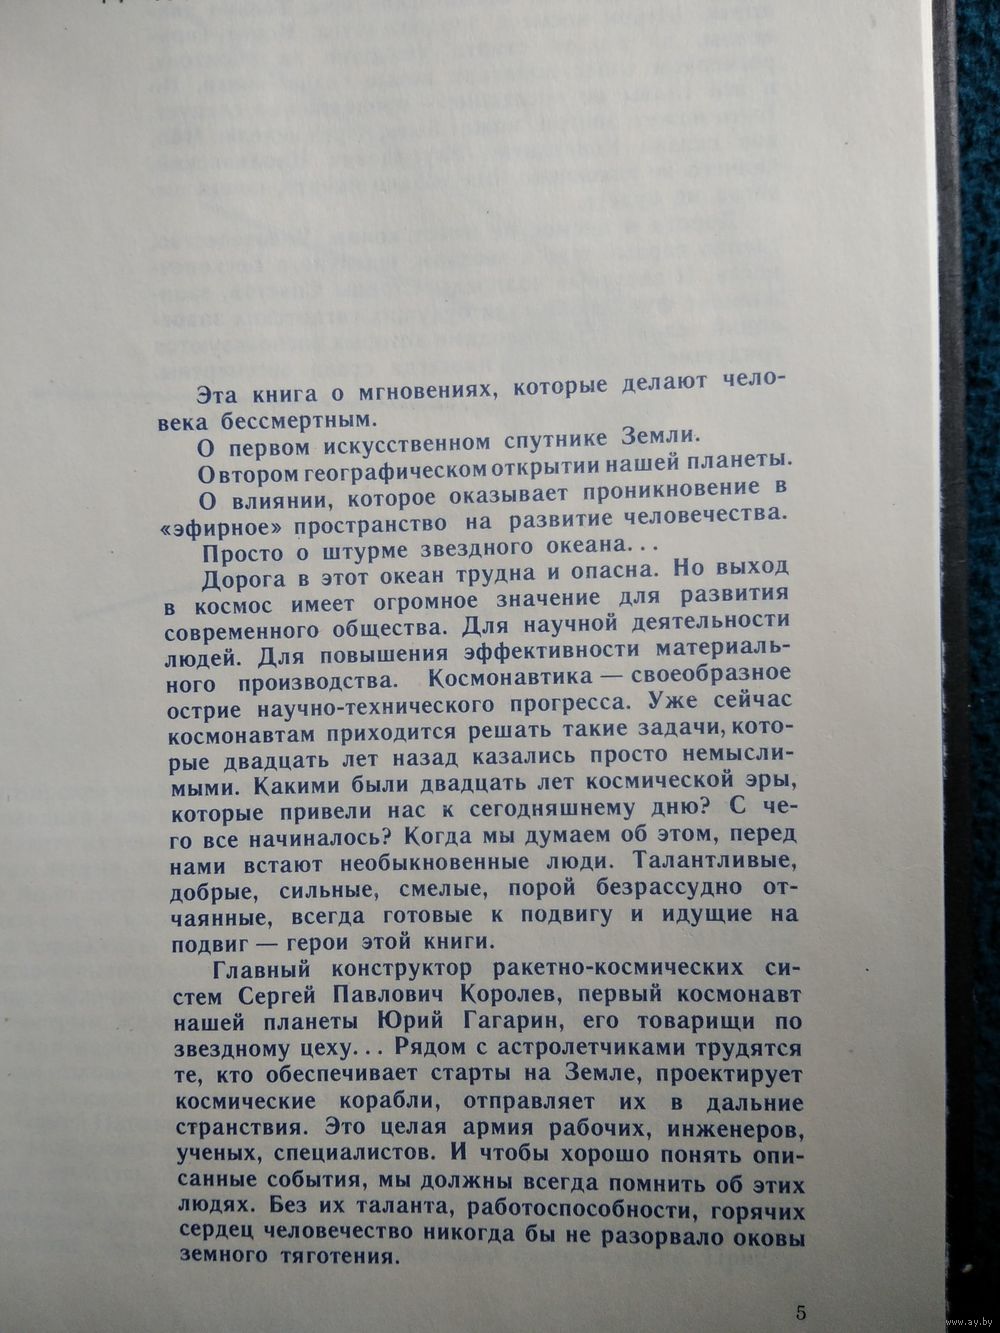 Эта книга о мгновениях, которые делают чело-
века бессмертным.
О первом искусственном спутнике Земли.
О втором географическом открытии нашей планеты.
О влиянии, которое оказывает проникновение в
«эфирное» пространство на развитие человечества.
Просто о штурме звездного океана...
Дорога в этот океан трудна и опасна. Но выход
в космос имеет огромное значение для развития
современного общества. Для научной деятельности
людей. Для повышения эффективности материаль-
ного производства. Космонавтика — своеобразное
острие научно-технического прогресса. Уже сейчас
космонавтам приходится решать такие задачи, кото-
рые двадцать лет назад казались просто немысли-
мыми. Какими были двадцать лет космической эры,
которые привели нас к сегодняшнему дню? С че-
го все начиналось? Когда мы думаем об этом, перед
нами встают необыкновенные люди. Талантливые,
добрые, сильные, смелые, порой безрассудно от-
чаянные, всегда готовые к подвигу и идущие на
подвиг — герои этой книги.
Главный конструктор ракетно-космических си-
стем Сергей Павлович Королев, первый космонавт
нашей планеты Юрий Гагарин, его товарищи по
звездному цеху... Рядом с астролетчиками трудятся
те, кто обеспечивает старты на Земле, проектирует
космические корабли, отправляет их в дальние
странствия. Это целая армия рабочих, инженеров,
ученых, специалистов. И чтобы хорошо понять опи-
санные события, мы должны всегда помнить об этих
людях. Без их таланта, работоспособности, горячих
сердец человечество никогда бы не разорвало оковы
земного тяготения.
5
www.ay.by